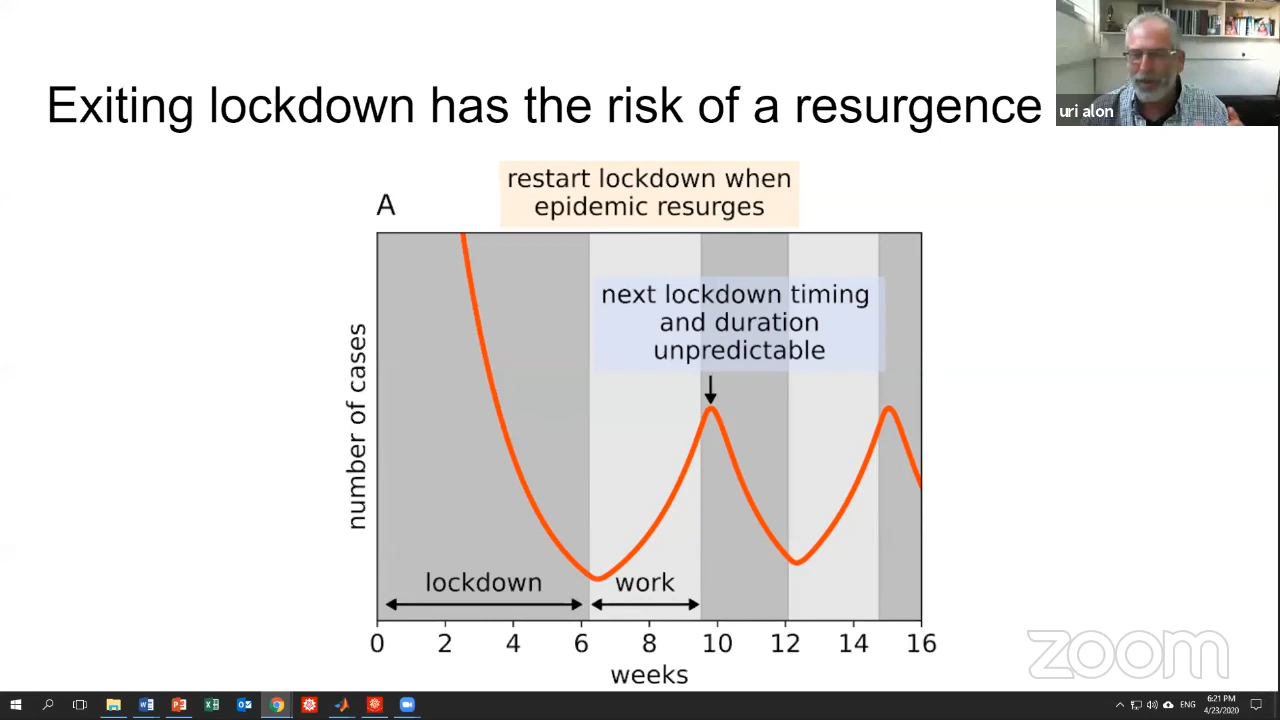 Exiting lockdown has the risk of a resurgence
uri alon
restart lockdown when
epidemic resurges
A
next lockdown timing
and duration
unpredictable
number of cases
lockdown
work
0 2 4 6 8 10 12 14 16
weeks
zoom
ENG
6:21 PM
4/23/2020